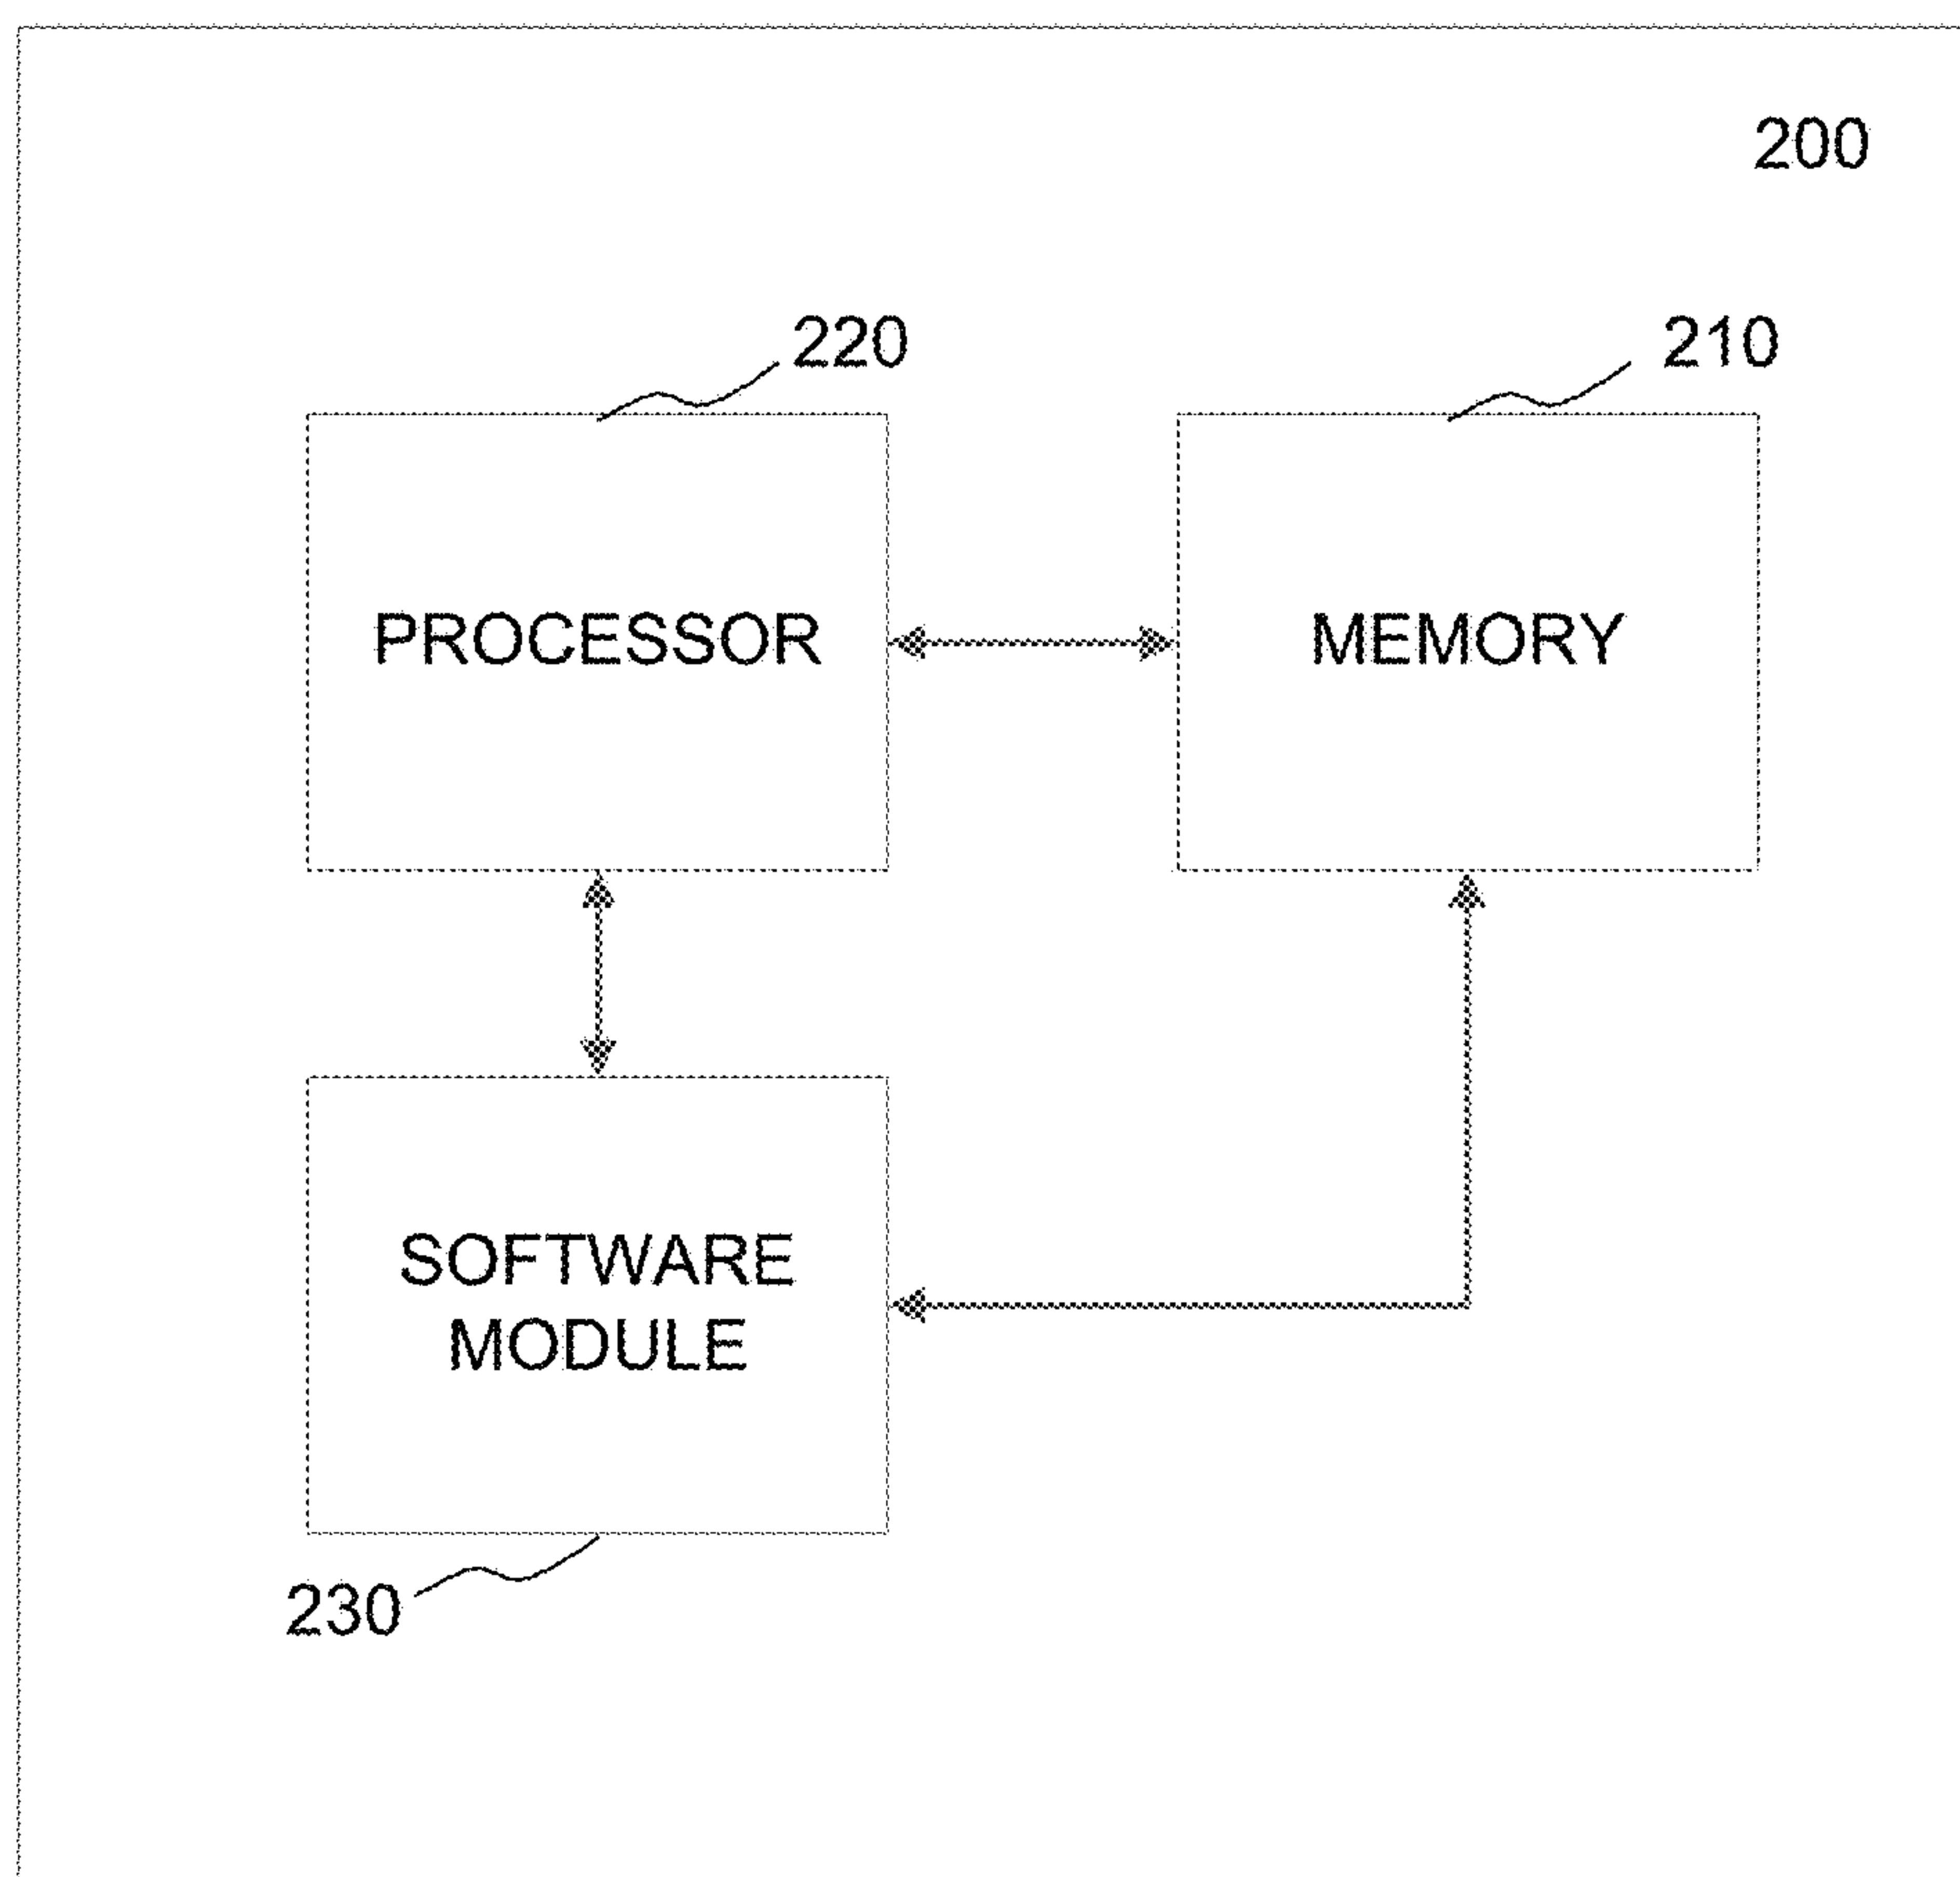 200
220
210
PROCESSOR
MEMORY
SOFTWARE
MODULE
230